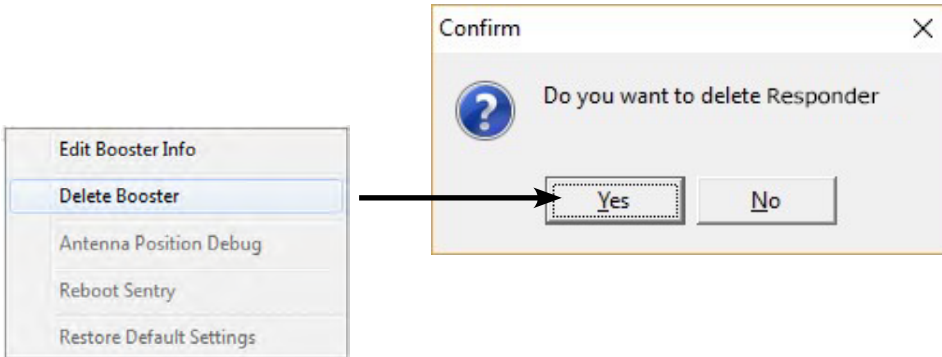 Confirm
Do you want to delete Responder
Yes
No
Edit Booster Info
Delete Booster
Antenna Position Debug
Reboot Sentry
Restore Default Settings